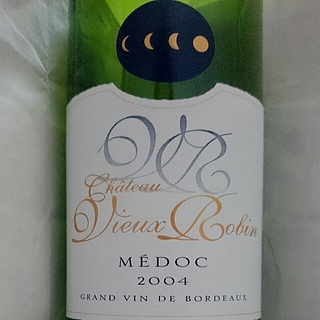 VR
Château
Vieux Robin
MÉDOC
2004
GRAND VIN DE BORDEAUX